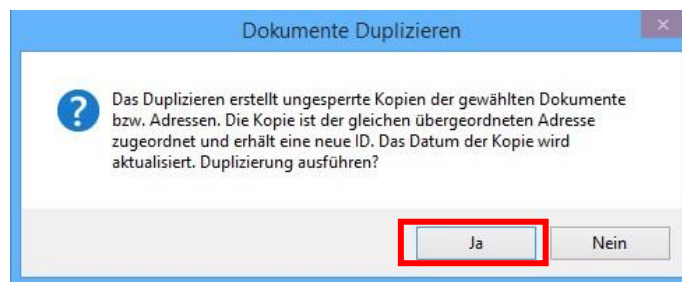 Dokumente Duplizieren
Das Duplizieren erstellt ungesperrte Kopien der gewählten Dokumente
bzw. Adressen. Die Kopie ist der gleichen übergeordneten Adresse
zugeordnet und erhält eine neue ID. Das Datum der Kopie wird
aktualisiert. Duplizierung ausführen?
Ja Nein